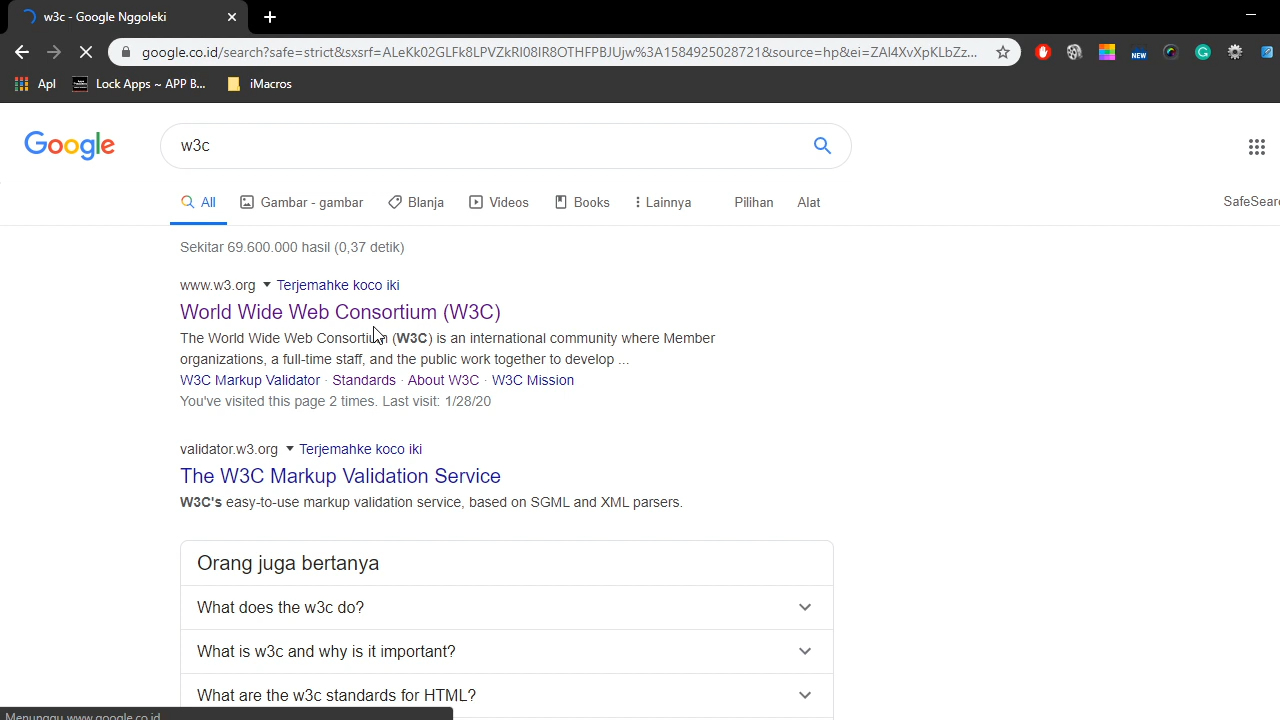 w3c - Google Nggoleki
google.co.id/search?safe=strict&sxsrf=ALeKk02GLFk8LPVZkRI08IR8OTHFPBJUjw%3A1584925028721&source=hp&ei=ZAI4XvXpKLbZz...
NEW
Apl
Lock Apps ~ APP B...
iMacros
Google
w3c
All
Gambar - gambar
Blanja
Videos
Books
Lainnya
Pilihan
Alat
SafeSear
Sekitar 69.600.000 hasil (0,37 detik)
www.w3.org
Terjemahke koco iki
World Wide Web Consortium (W3C)
The World Wide Web Consortium (W3C) is an international community where Member
organizations, a full-time staff, and the public work together to develop ...
W3C Markup Validator · Standards · About W3C · W3C Mission
You've visited this page 2 times. Last visit: 1/28/20
validator.w3.org
Terjemahke koco iki
The W3C Markup Validation Service
W3C's easy-to-use markup validation service, based on SGML and XML parsers.
Orang juga bertanya
What does the w3c do?
What is w3c and why is it important?
What are the w3c standards for HTML?
Menunggu www.google.co.id